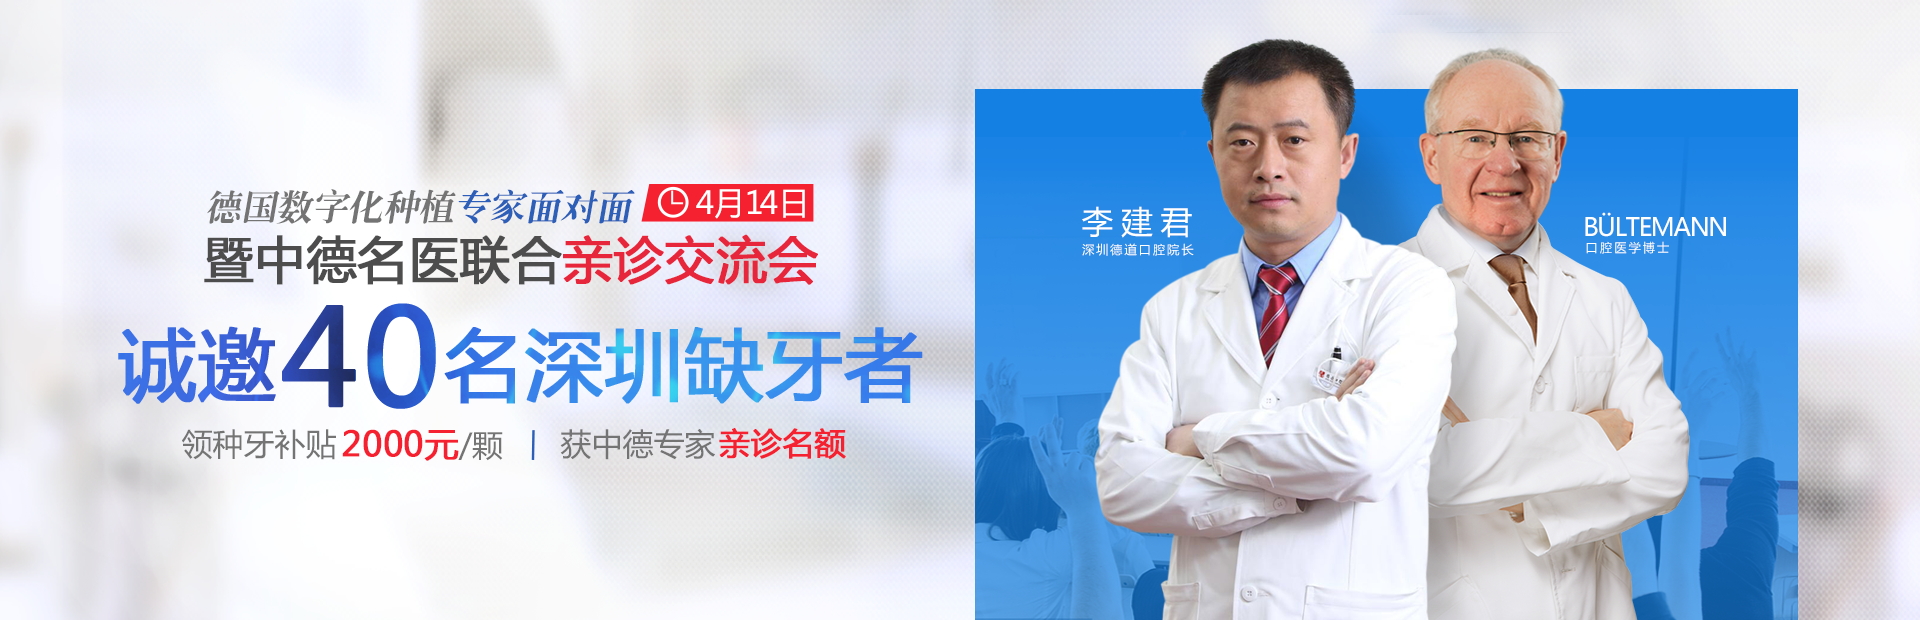 德国数字化种植专家面对面 4月14日
暨中德名医联合亲诊交流会
诚邀40名深圳缺牙者
领种牙补贴2000元/颗 | 获中德专家亲诊名额
李建君
深圳德道口腔院长
BÜLTEMANN
口腔医学博士